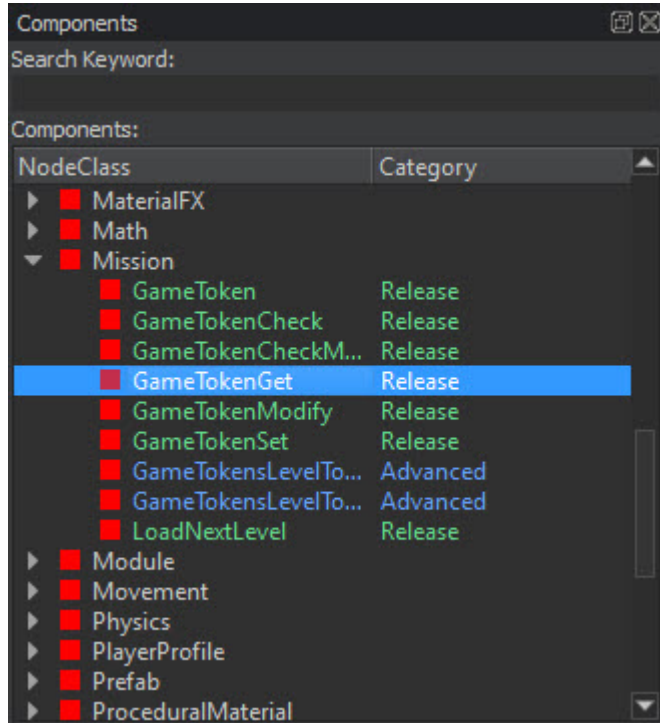 Components
Search Keyword:
Components:
NodeClass Category
MaterialFX
Math
Mission
GameToken Release
GameTokenCheck Release
GameTokenCheckM... Release
GameTokenGet Release
GameTokenModify Release
GameTokenSet Release
GameTokensLevelTo... Advanced
GameTokensLevelTo... Advanced
LoadNextLevel Release
Module
Movement
Physics
PlayerProfile
Prefab
ProceduralMaterial